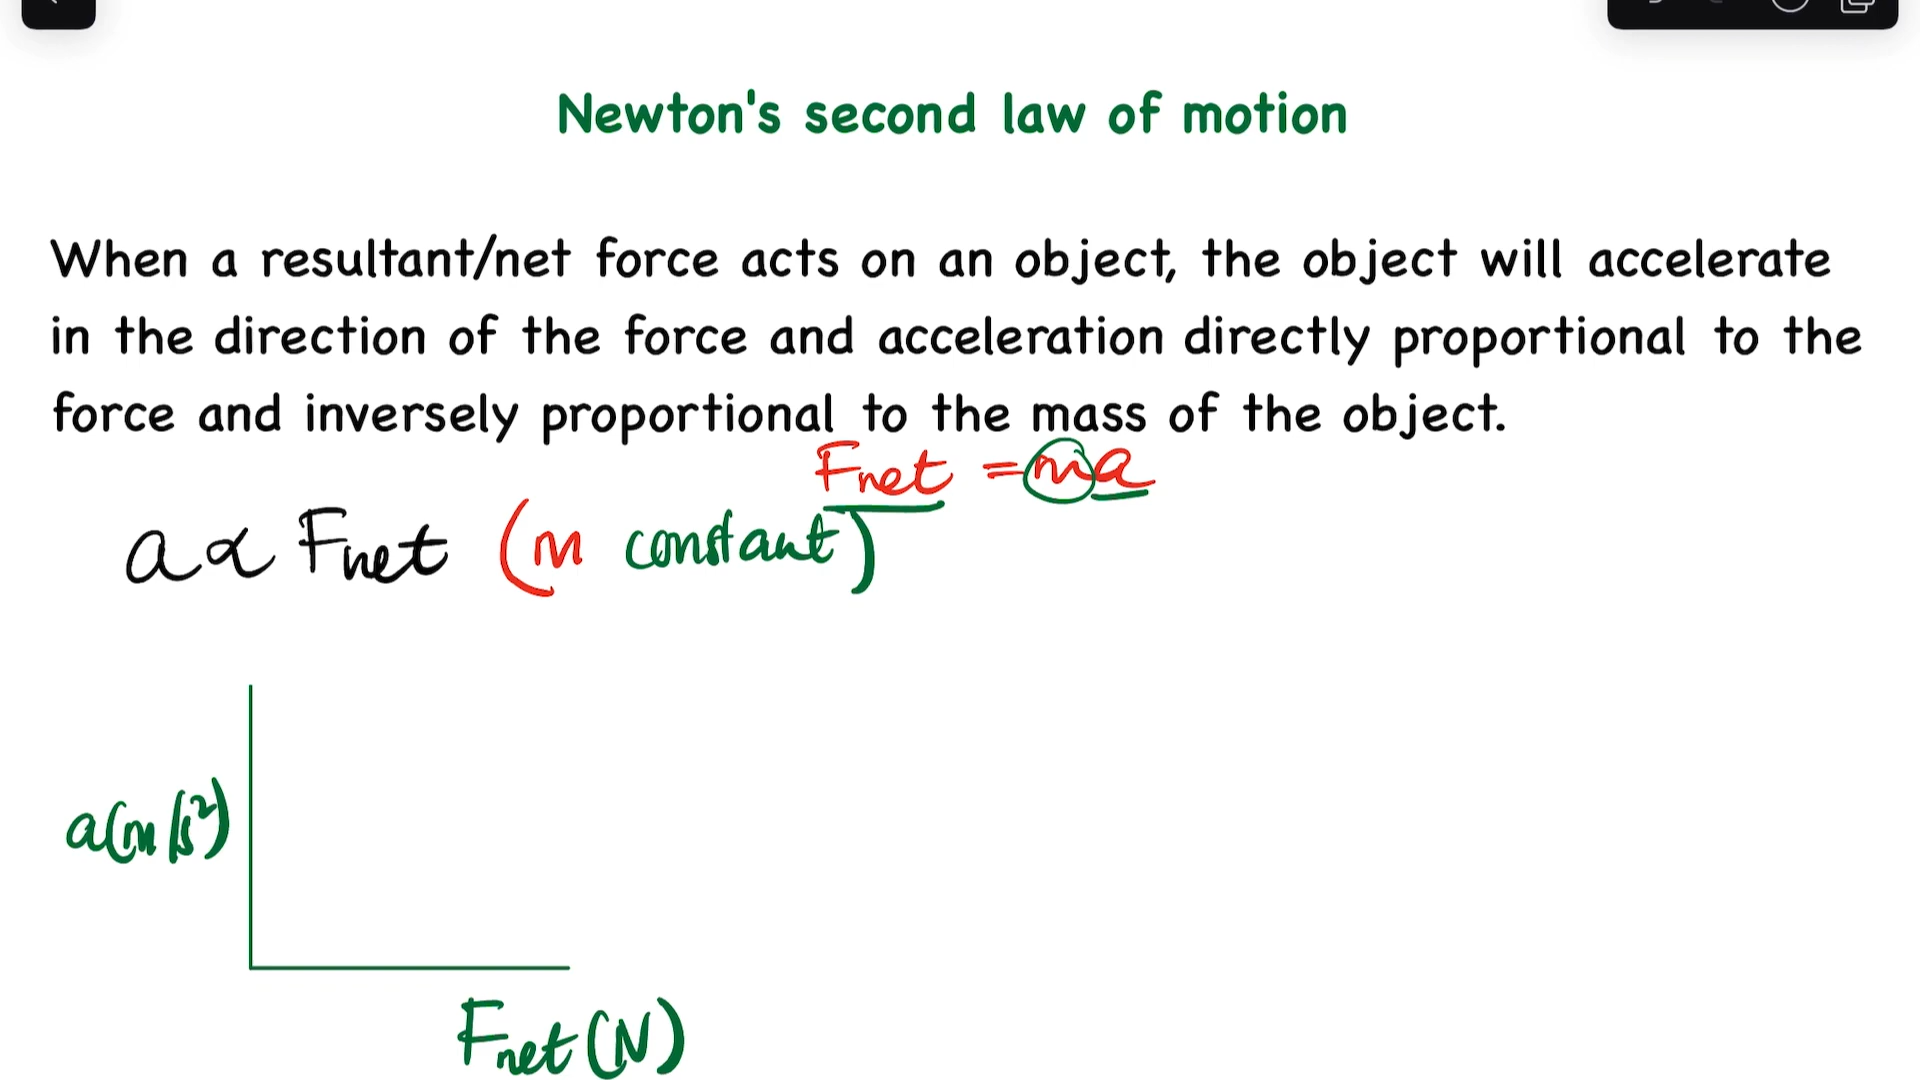 Newton's second law of motion
When a resultant/net force acts on an object, the object will accelerate
in the direction of the force and acceleration directly proportional to the
force and inversely proportional to the mass of the object.
Fnet = ma
a ∝ Fnet (m constant)
a(m/s²)
Fnet (N)